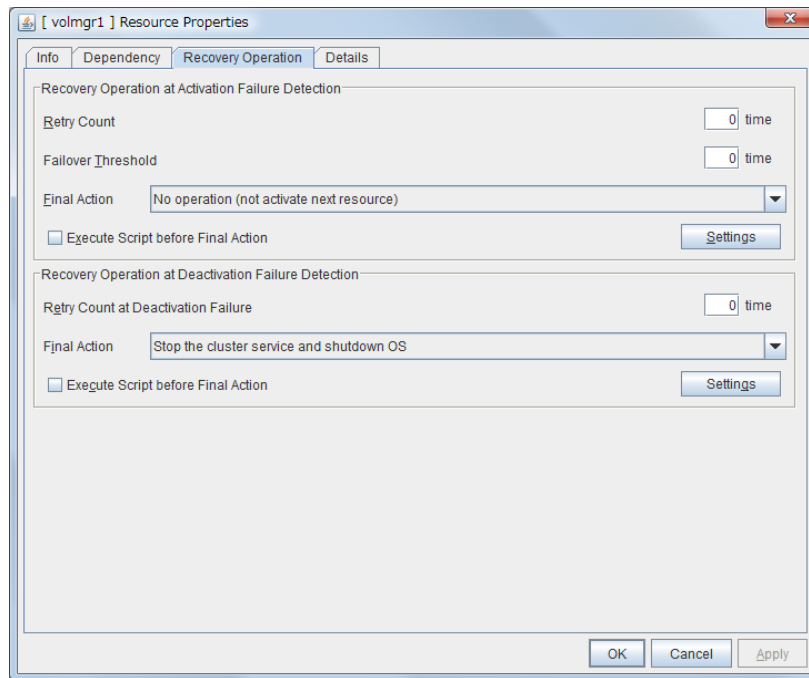 [ volmgr1 ] Resource Properties
Info Dependency Recovery Operation Details
Recovery Operation at Activation Failure Detection
Retry Count 0 time
Failover Threshold 0 time
Final Action No operation (not activate next resource)
Execute Script before Final Action Settings
Recovery Operation at Deactivation Failure Detection
Retry Count at Deactivation Failure 0 time
Final Action Stop the cluster service and shutdown OS
Execute Script before Final Action Settings
OK Cancel Apply